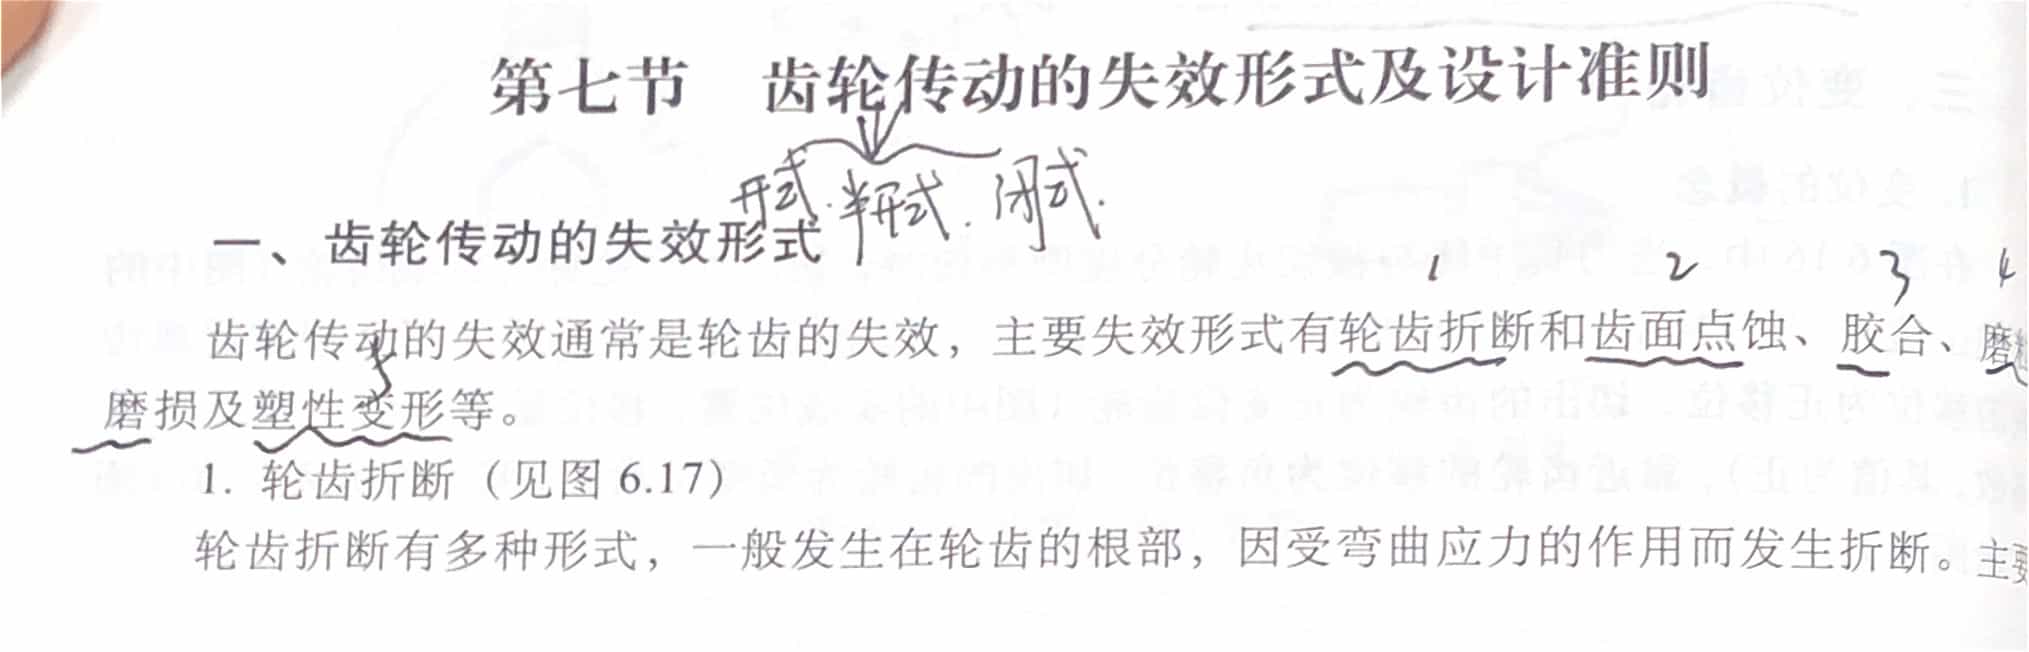 第七节 齿轮传动的失效形式及设计准则
开式.半开式.闭式.
一、齿轮传动的失效形式
1 2 3 4
齿轮传动的失效通常是轮齿的失效，主要失效形式有轮齿折断和齿面点蚀、胶合、磨
5
磨损及塑性变形等。
1. 轮齿折断（见图 6.17）
轮齿折断有多种形式，一般发生在轮齿的根部，因受弯曲应力的作用而发生折断。主要